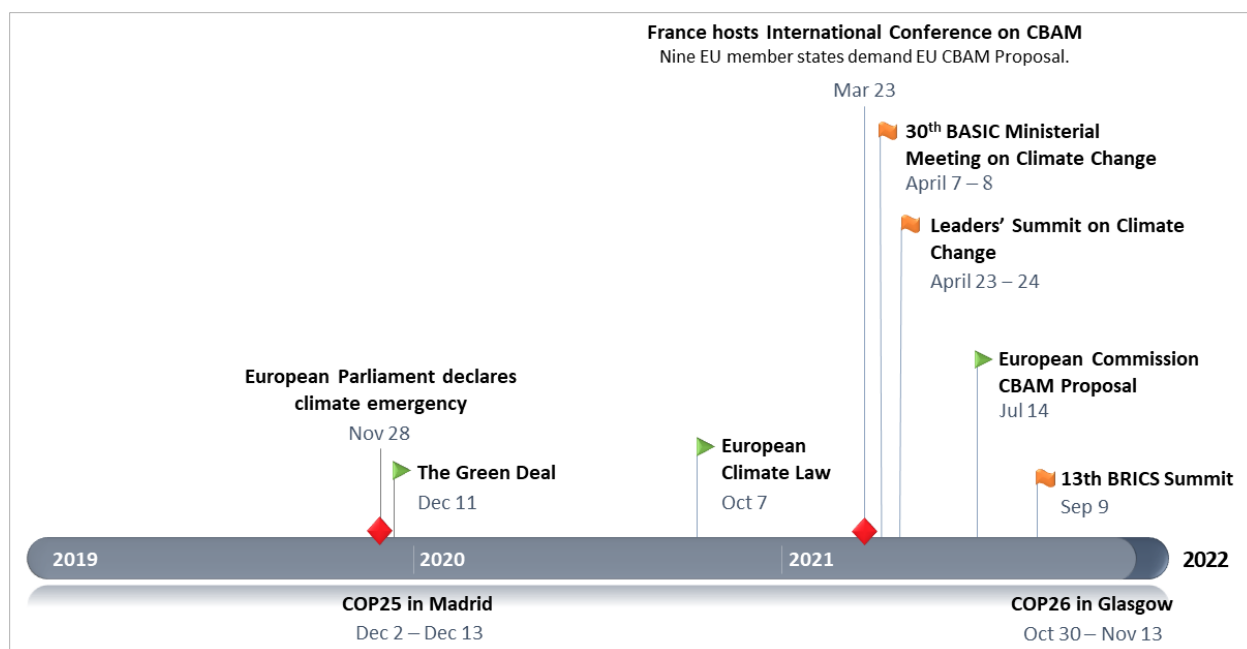 France hosts International Conference on CBAM
Nine EU member states demand EU CBAM Proposal.
Mar 23
30th BASIC Ministerial
Meeting on Climate Change
April 7 – 8
Leaders’ Summit on Climate
Change
April 23 – 24
European Commission
CBAM Proposal
Jul 14
European Parliament declares
climate emergency
Nov 28
The Green Deal
Dec 11
European
Climate Law
Oct 7
13th BRICS Summit
Sep 9
2019
2020
2021
2022
COP25 in Madrid
Dec 2 – Dec 13
COP26 in Glasgow
Oct 30 – Nov 13